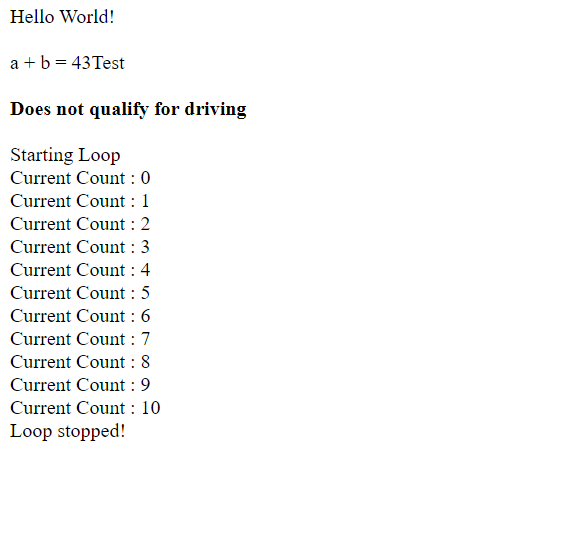 Hello World!
a + b = 43Test
Does not qualify for driving
Starting Loop
Current Count : 0
Current Count : 1
Current Count : 2
Current Count : 3
Current Count : 4
Current Count : 5
Current Count : 6
Current Count : 7
Current Count : 8
Current Count : 9
Current Count : 10
Loop stopped!